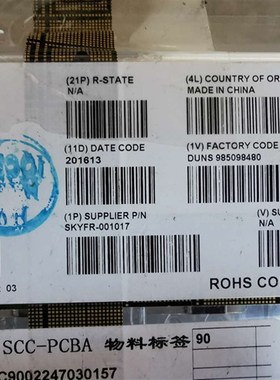 (21P) R-STATE
N/A
(4L) COUNTRY OF OR
MADE IN CHINA
(11D) DATE CODE
201613
(1V) FACTORY CODE
DUNS 985098480
(1P) SUPPLIER P/N
SKYFR-001017
(V) SU
N/A
: 03
ROHS CO
SCC-PCBA 物料标签
90
C9002247030157